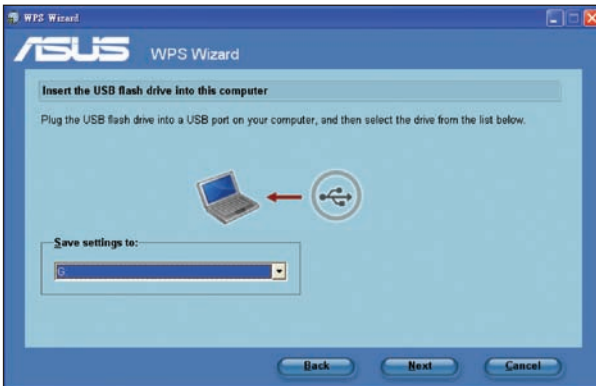 WPS Wizard
ASUS WPS Wizard
Insert the USB flash drive into this computer
Plug the USB flash drive into a USB port on your computer, and then select the drive from the list below.
Save settings to:
G:
Back Next Cancel